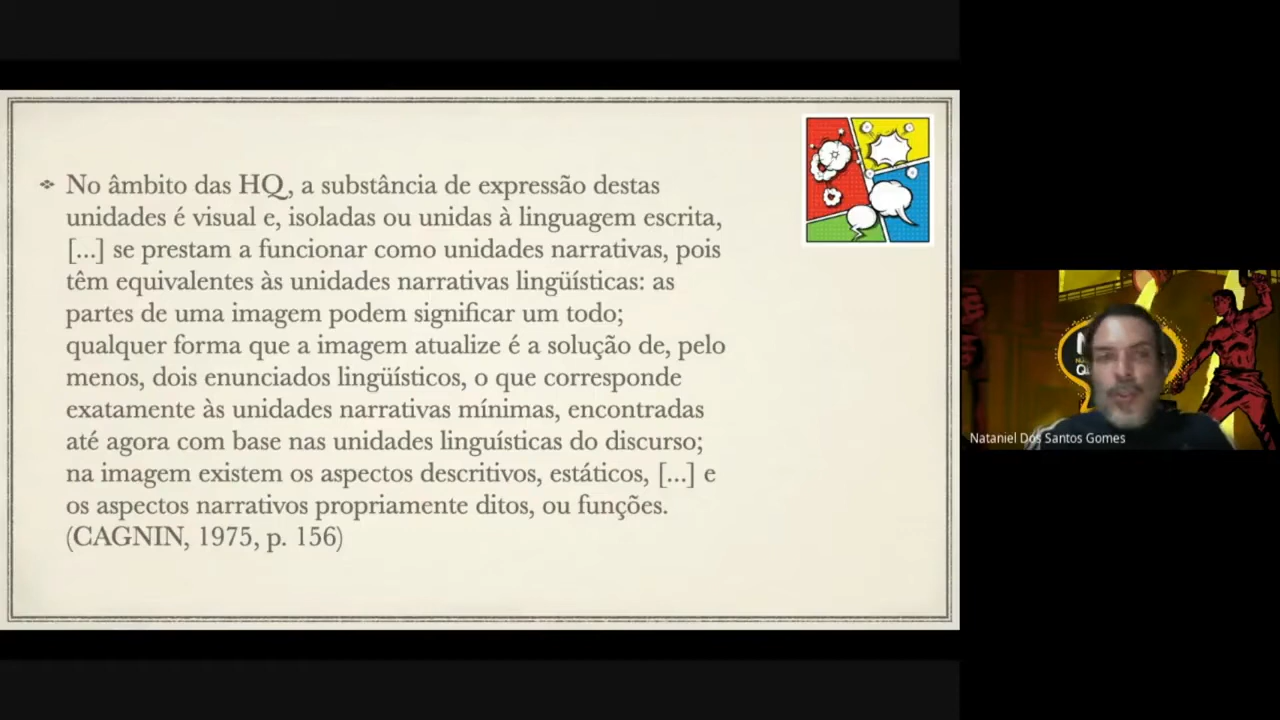 No âmbito das HQ, a substância de expressão destas
unidades é visual e, isoladas ou unidas à linguagem escrita,
[...] se prestam a funcionar como unidades narrativas, pois
têm equivalentes às unidades narrativas lingüísticas: as
partes de uma imagem podem significar um todo;
qualquer forma que a imagem atualize é a solução de, pelo
menos, dois enunciados lingüísticos, o que corresponde
exatamente às unidades narrativas mínimas, encontradas
até agora com base nas unidades linguísticas do discurso;
na imagem existem os aspectos descritivos, estáticos, [...] e
os aspectos narrativos propriamente ditos, ou funções.
(CAGNIN, 1975, p. 156)
Nataniel Dos Santos Gomes